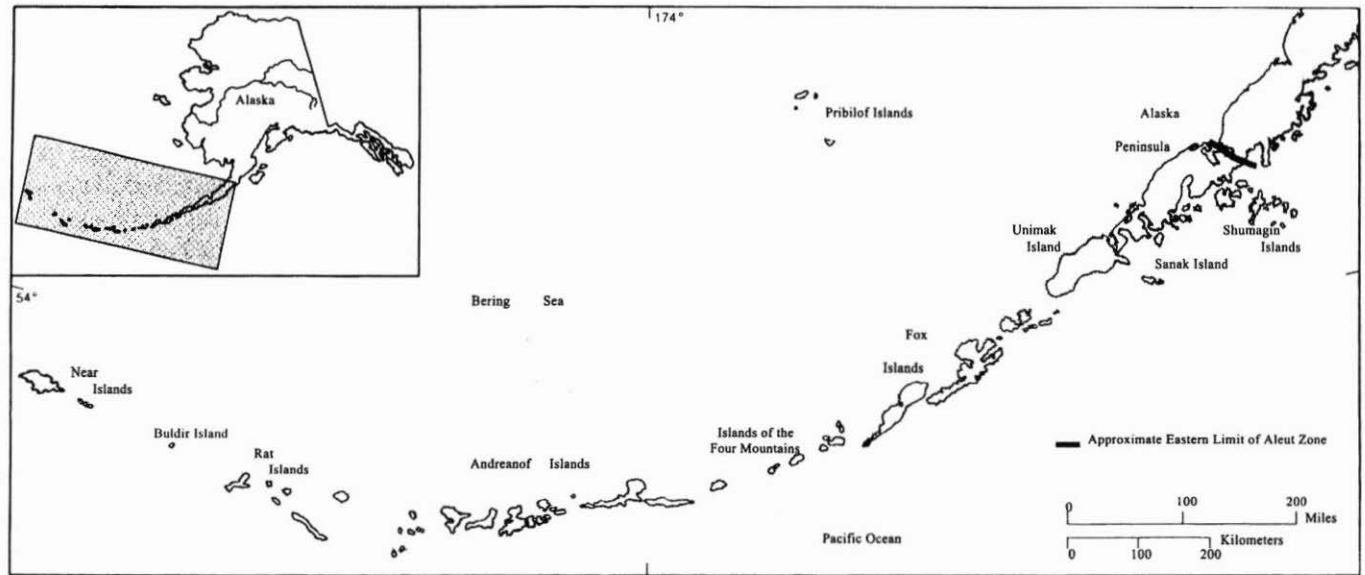 174°
Alaska
Pribilof Islands
Alaska
Peninsula
Unimak
Island
Shumagin
Islands
Sanak Island
54°
Bering Sea
Fox
Islands
Near
Islands
Buldir Island
Rat
Islands
Andreanof Islands
Islands of the
Four Mountains
Approximate Eastern Limit of Aleut Zone
0 100 200
Miles
Kilometers
0 100 200
Pacific Ocean